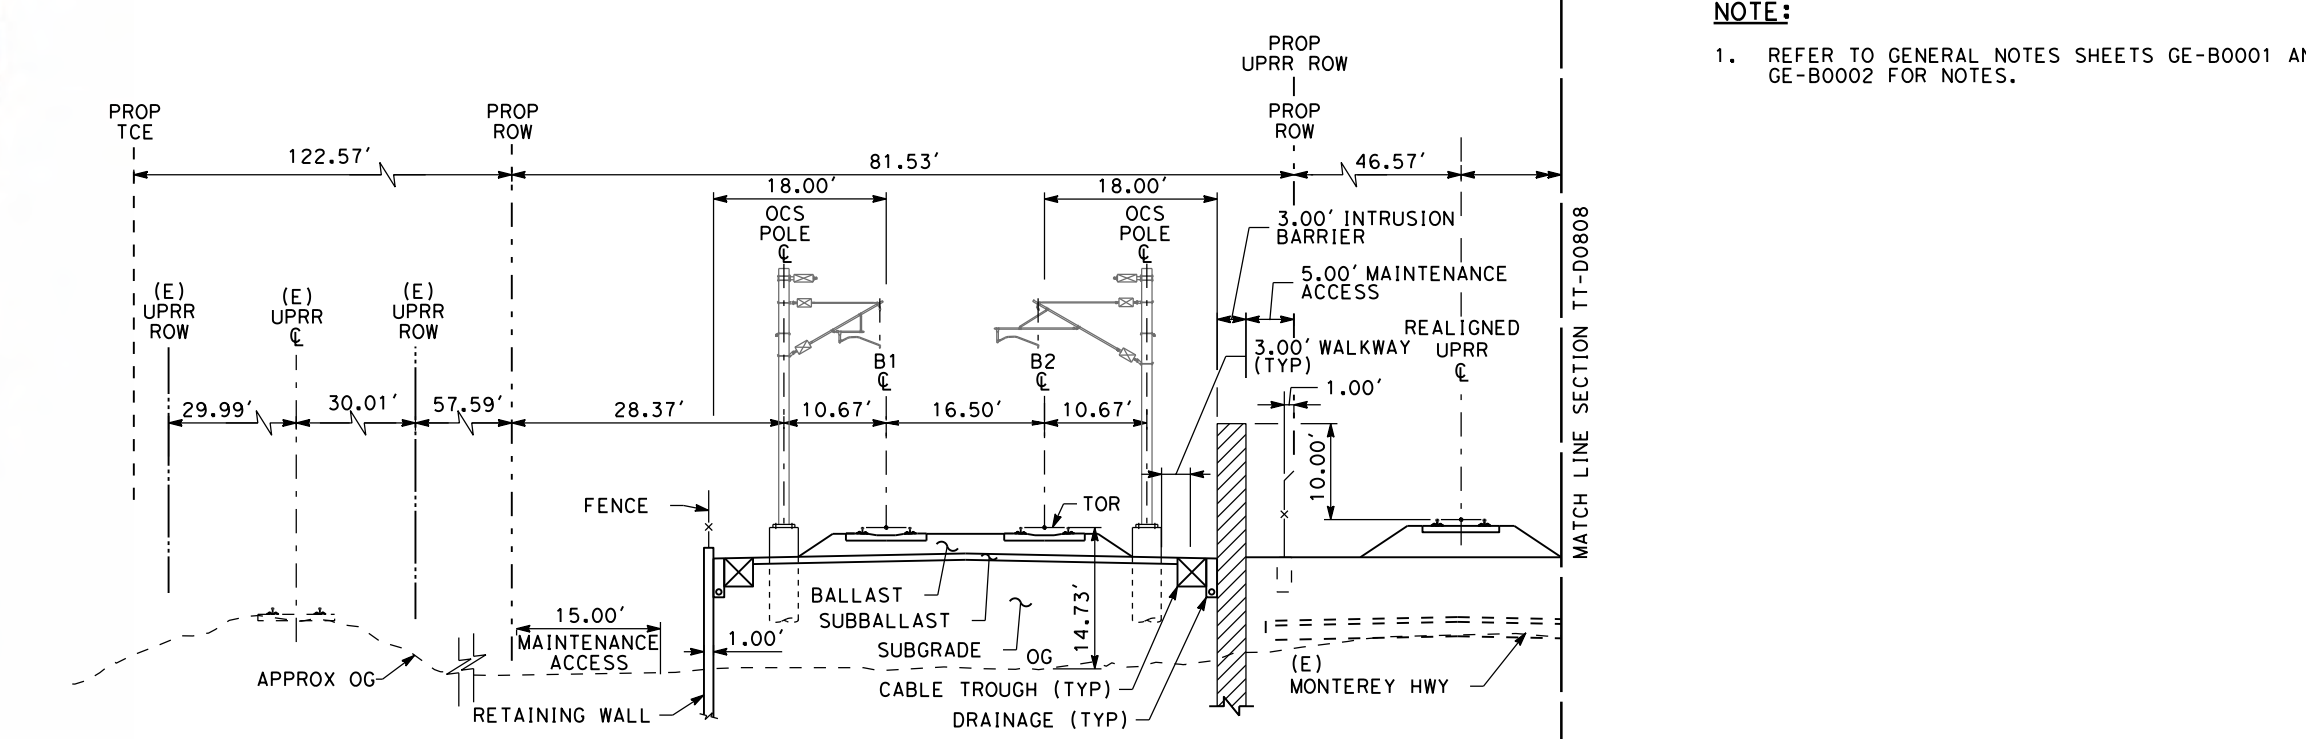 NOTE:
1. REFER TO GENERAL NOTES SHEETS GE-B0001
GE-B0002 FOR NOTES.
PROP
UPRR ROW
PROP
TCE
PROP
ROW
PROP
ROW
122.57'
81.53'
46.57'
18.00'
18.00'
OCS
POLE
℄
OCS
POLE
℄
3.00' INTRUSION
BARRIER
5.00' MAINTENANCE
ACCESS
(E)
UPRR
ROW
(E)
UPRR
℄
(E)
UPRR
ROW
B1
℄
B2
℄
3.00' WALKWAY
(TYP)
REALIGNED
UPRR
℄
1.00'
29.99'
30.01'
57.59'
28.37'
10.67'
16.50'
10.67'
10.00'
MATCH LINE SECTION TT-D0808
FENCE
TOR
BALLAST
SUBBALLAST
SUBGRADE
OG
14.73'
15.00'
MAINTENANCE
ACCESS
1.00'
APPROX OG
RETAINING WALL
CABLE TROUGH (TYP)
DRAINAGE (TYP)
(E)
MONTEREY HWY